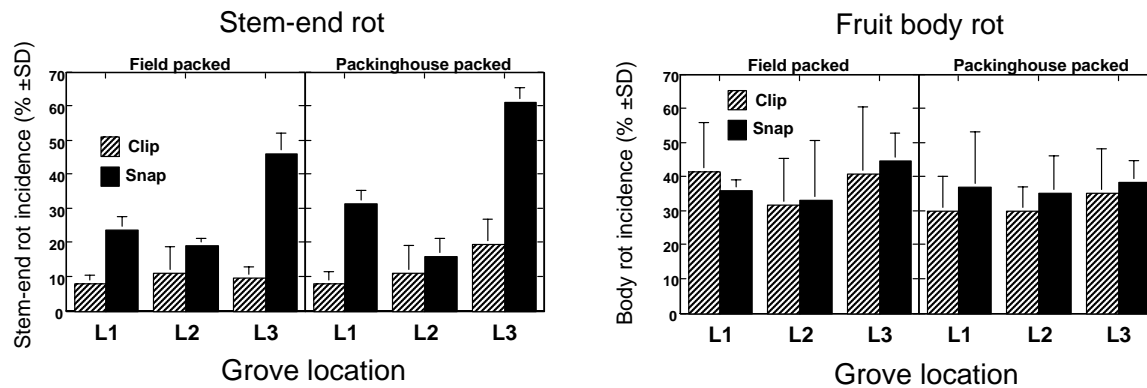 Stem-end rot
Stem-end rot incidence (% ±SD)
Field packed
Packinghouse packed
70
60
50
40
30
20
10
0
Clip
Snap
L1 L2 L3 L1 L2 L3
Grove location
Fruit body rot
Body rot incidence (% ±SD)
Field packed
Packinghouse packed
70
60
50
40
30
20
10
0
Clip
Snap
L1 L2 L3 L1 L2 L3
Grove location